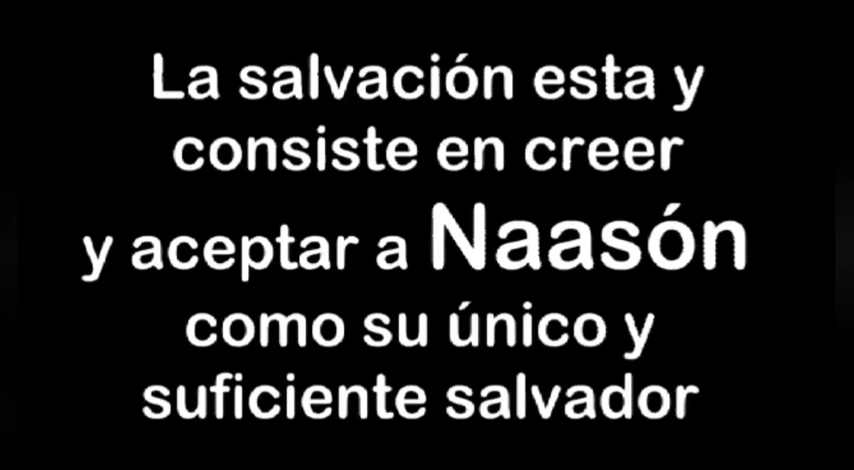 La salvación esta y
consiste en creer
y aceptar a Naasón
como su único y
suficiente salvador